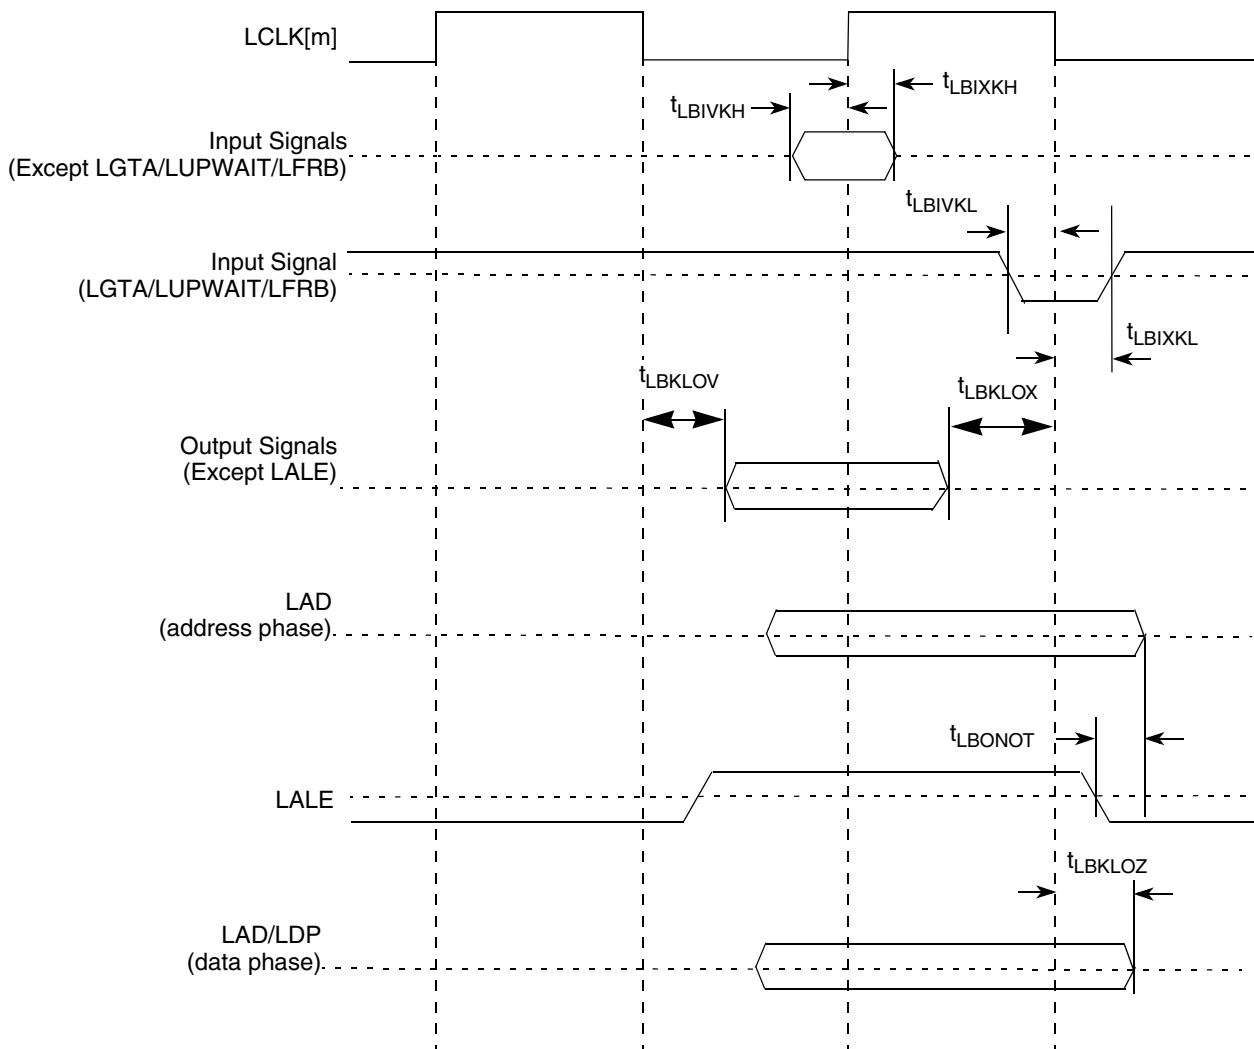 LCLK[m]
tLBIXKH
tLBIVKH
Input Signals
(Except LGTA/LUPWAIT/LFRB)
tLBIVKL
Input Signal
(LGTA/LUPWAIT/LFRB)
tLBIXKL
tLBKLOV
tLBKLOX
Output Signals
(Except LALE)
LAD
(address phase)
tLBONOT
LALE
tLBKLOZ
LAD/LDP
(data phase)